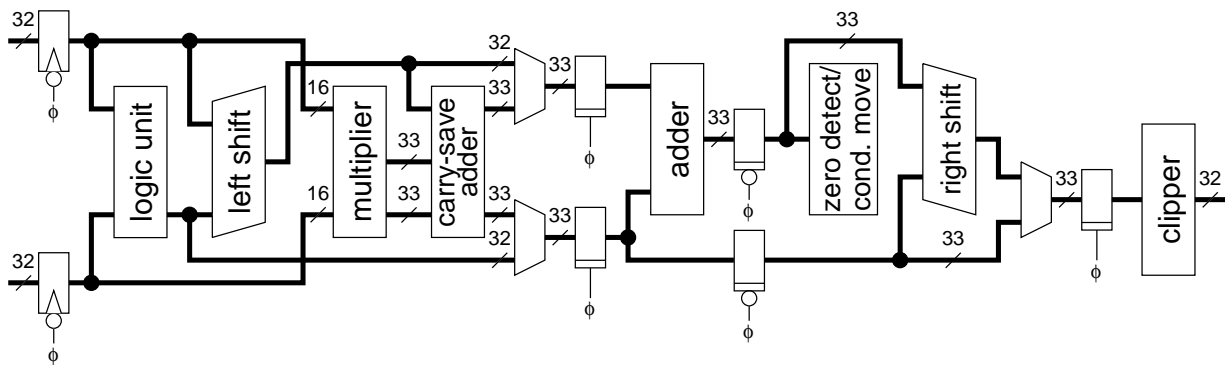 32
33
32
33
16
33
33
33
32
ϕ
logic unit
left shift
multiplier
carry-save
adder
ϕ
adder
33
zero detect/
cond. move
right shift
33
clipper
32
16
33
33
33
32
ϕ
33
32
ϕ
ϕ
ϕ
ϕ
ϕ